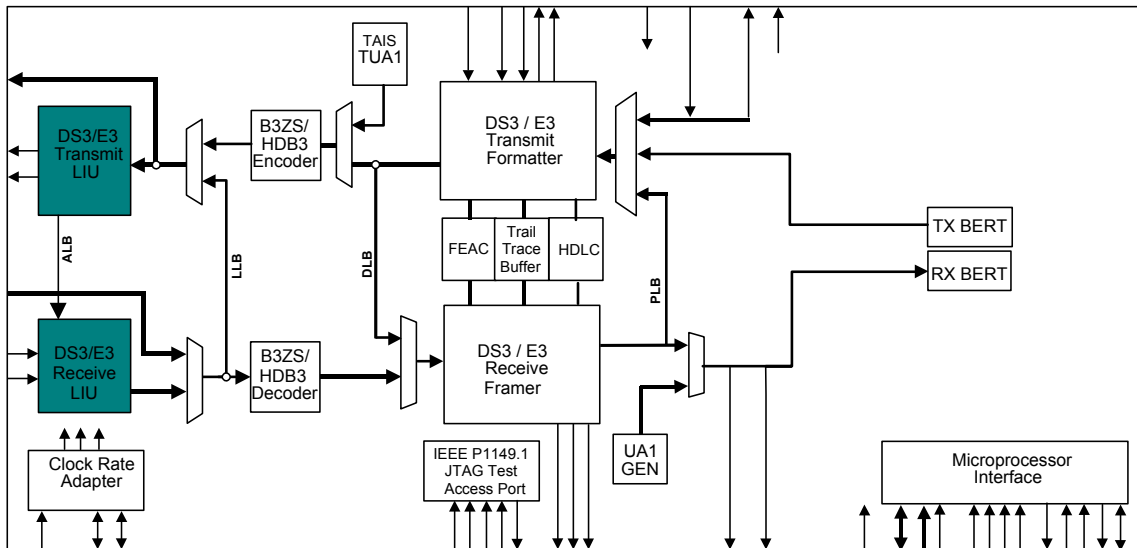 TAIS
TUA1
DS3/E3
Transmit
LIU
B3ZS/
HDB3
Encoder
DS3 / E3
Transmit
Formatter
TX BERT
RX BERT
ALB
LLB
DLB
FEAC
Trail
Trace
Buffer
HDLC
PLB
DS3/E3
Receive
LIU
B3ZS/
HDB3
Decoder
DS3 / E3
Receive
Framer
Clock Rate
Adapter
IEEE P1149.1
JTAG Test
Access Port
UA1
GEN
Microprocessor
Interface